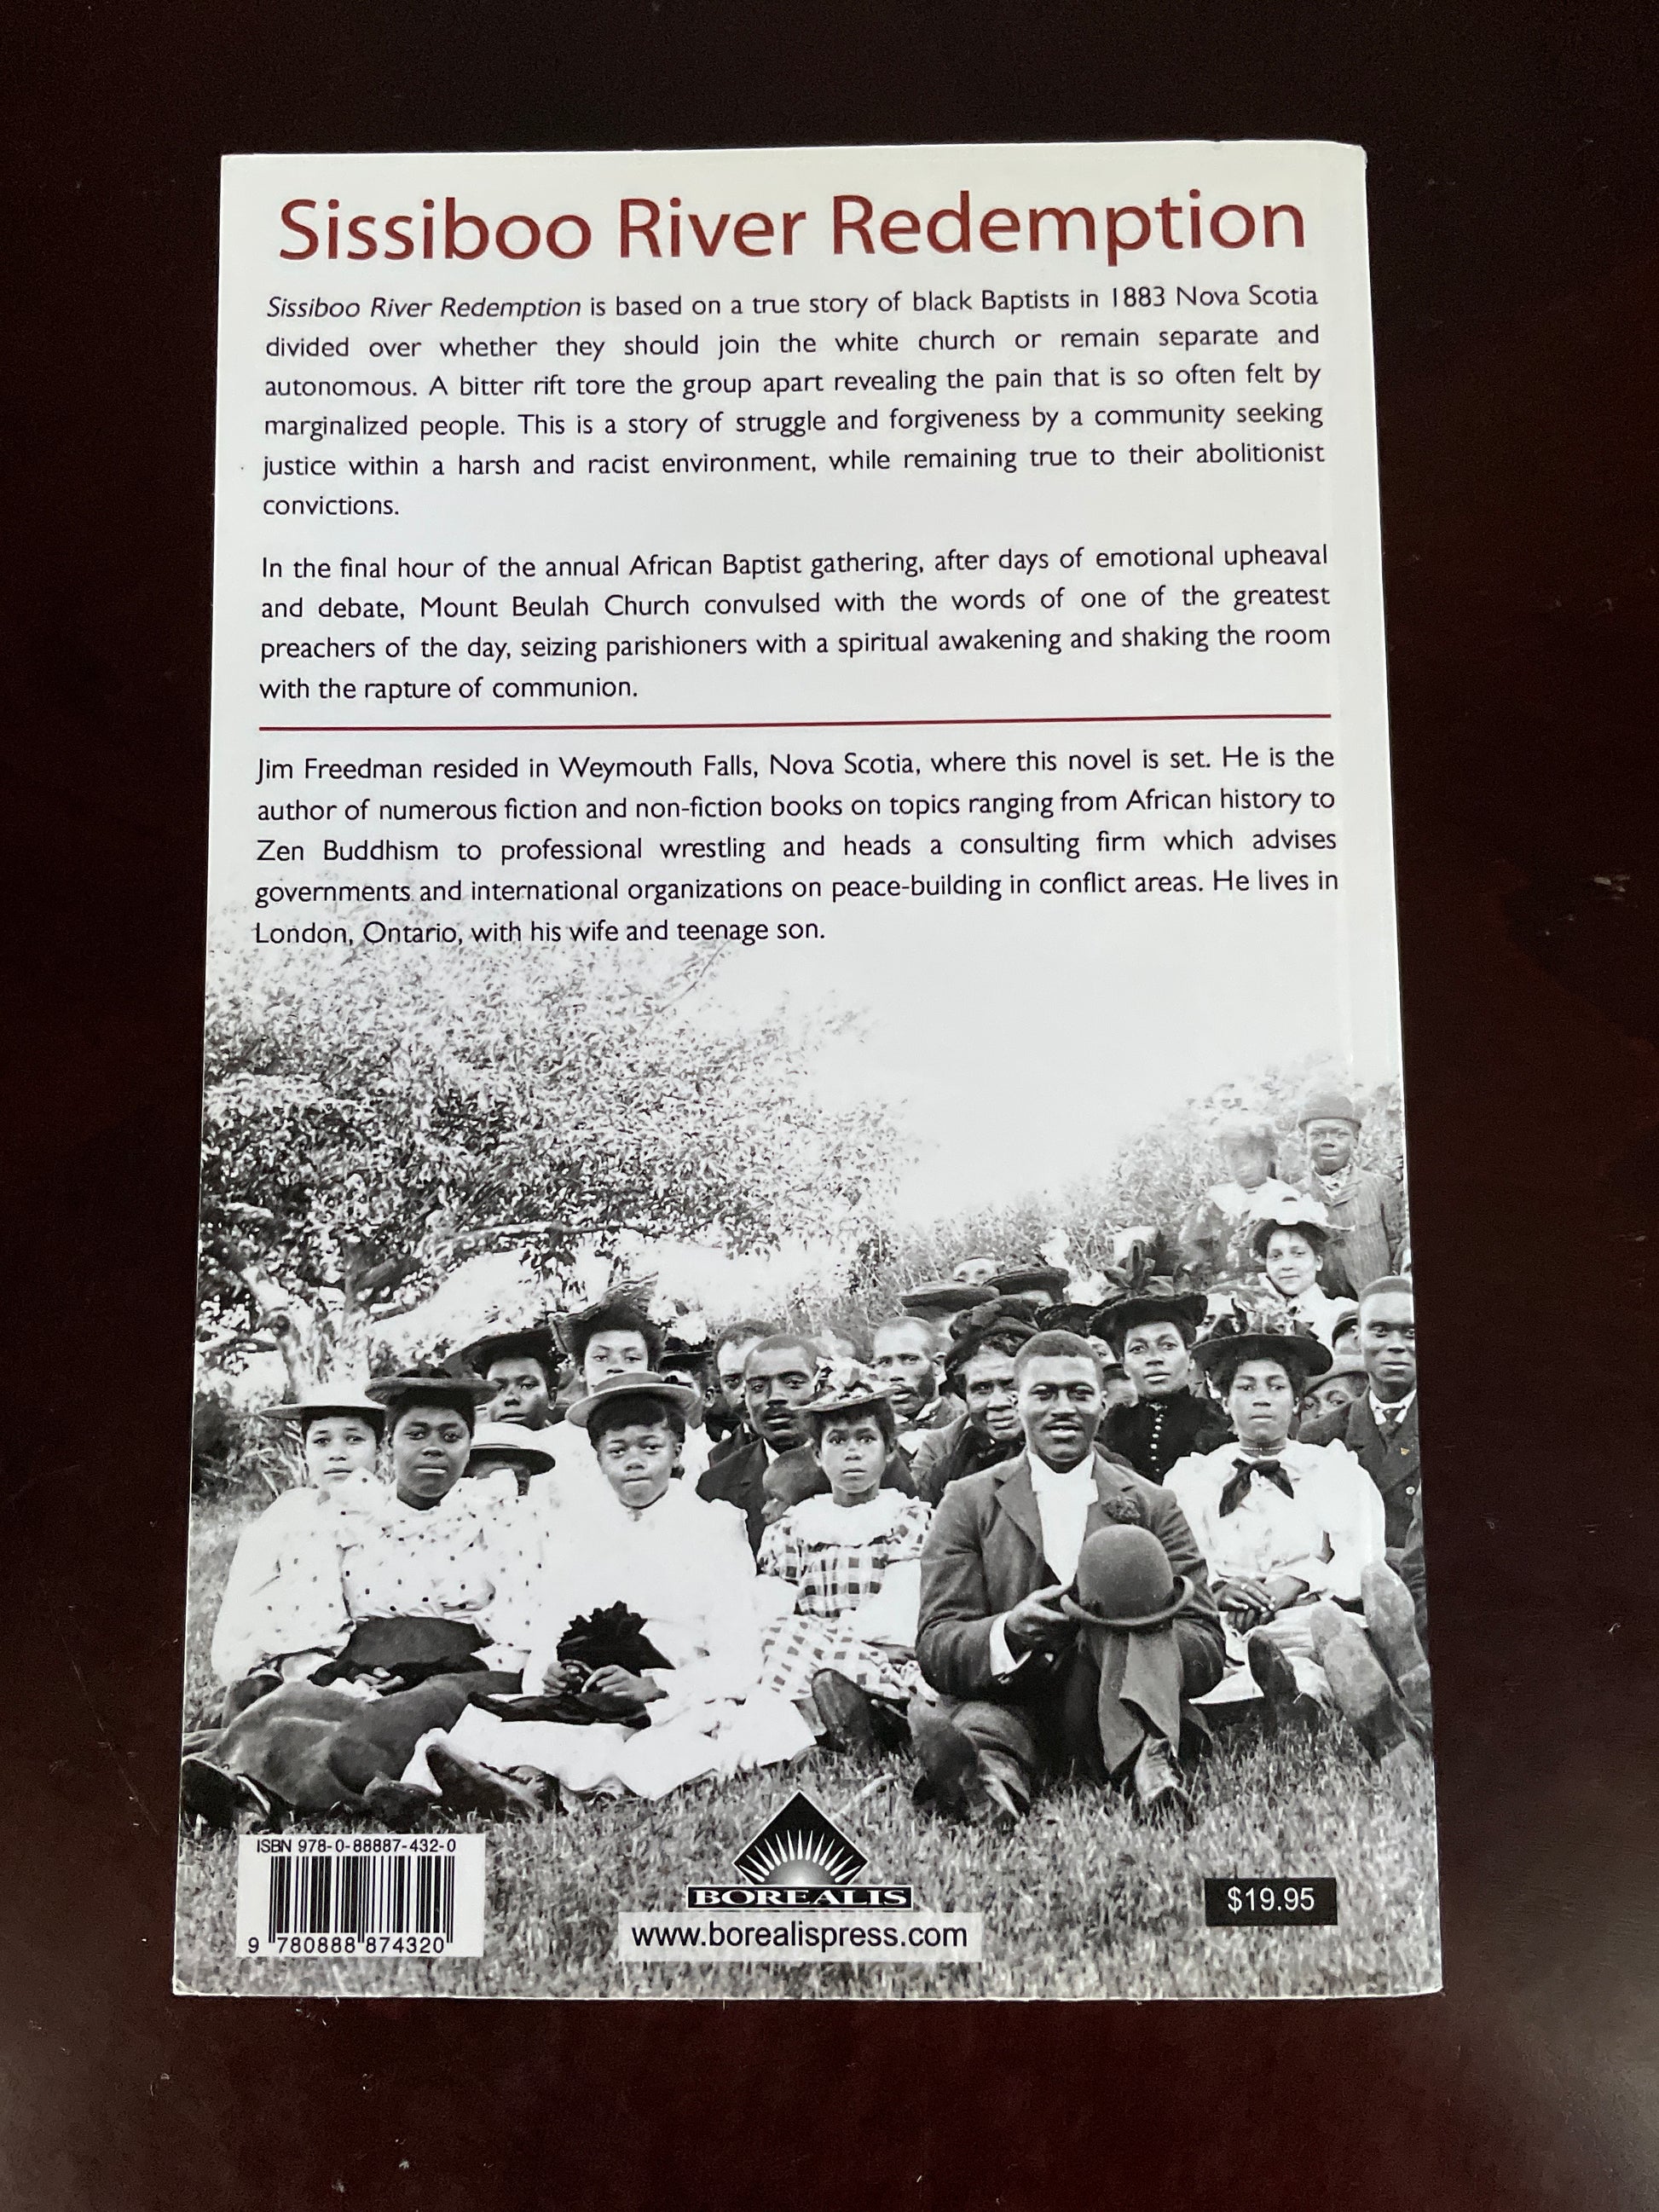 Sissiboo River Redemption
Sissiboo River Redemption is based on a true story of black Baptists in 1883 Nova Scotia
divided over whether they should join the white church or remain separate and
autonomous. A bitter rift tore the group apart revealing the pain that is so often felt by
marginalized people. This is a story of struggle and forgiveness by a community seeking
justice within a harsh and racist environment, while remaining true to their abolitionist
convictions.
In the final hour of the annual African Baptist gathering, after days of emotional upheaval
and debate, Mount Beulah Church convulsed with the words of one of the greatest
preachers of the day, seizing parishioners with a spiritual awakening and shaking the room
with the rapture of communion.
Jim Freedman resided in Weymouth Falls, Nova Scotia, where this novel is set. He is the
author of numerous fiction and non-fiction books on topics ranging from African history to
Zen Buddhism to professional wrestling and heads a consulting firm which advises
governments and international organizations on peace-building in conflict areas. He lives in
London, Ontario, with his wife and teenage son.
ISBN 978-0-88887-432-0
9 780888 874320
BOREALIS
www.borealispress.com
$19.95